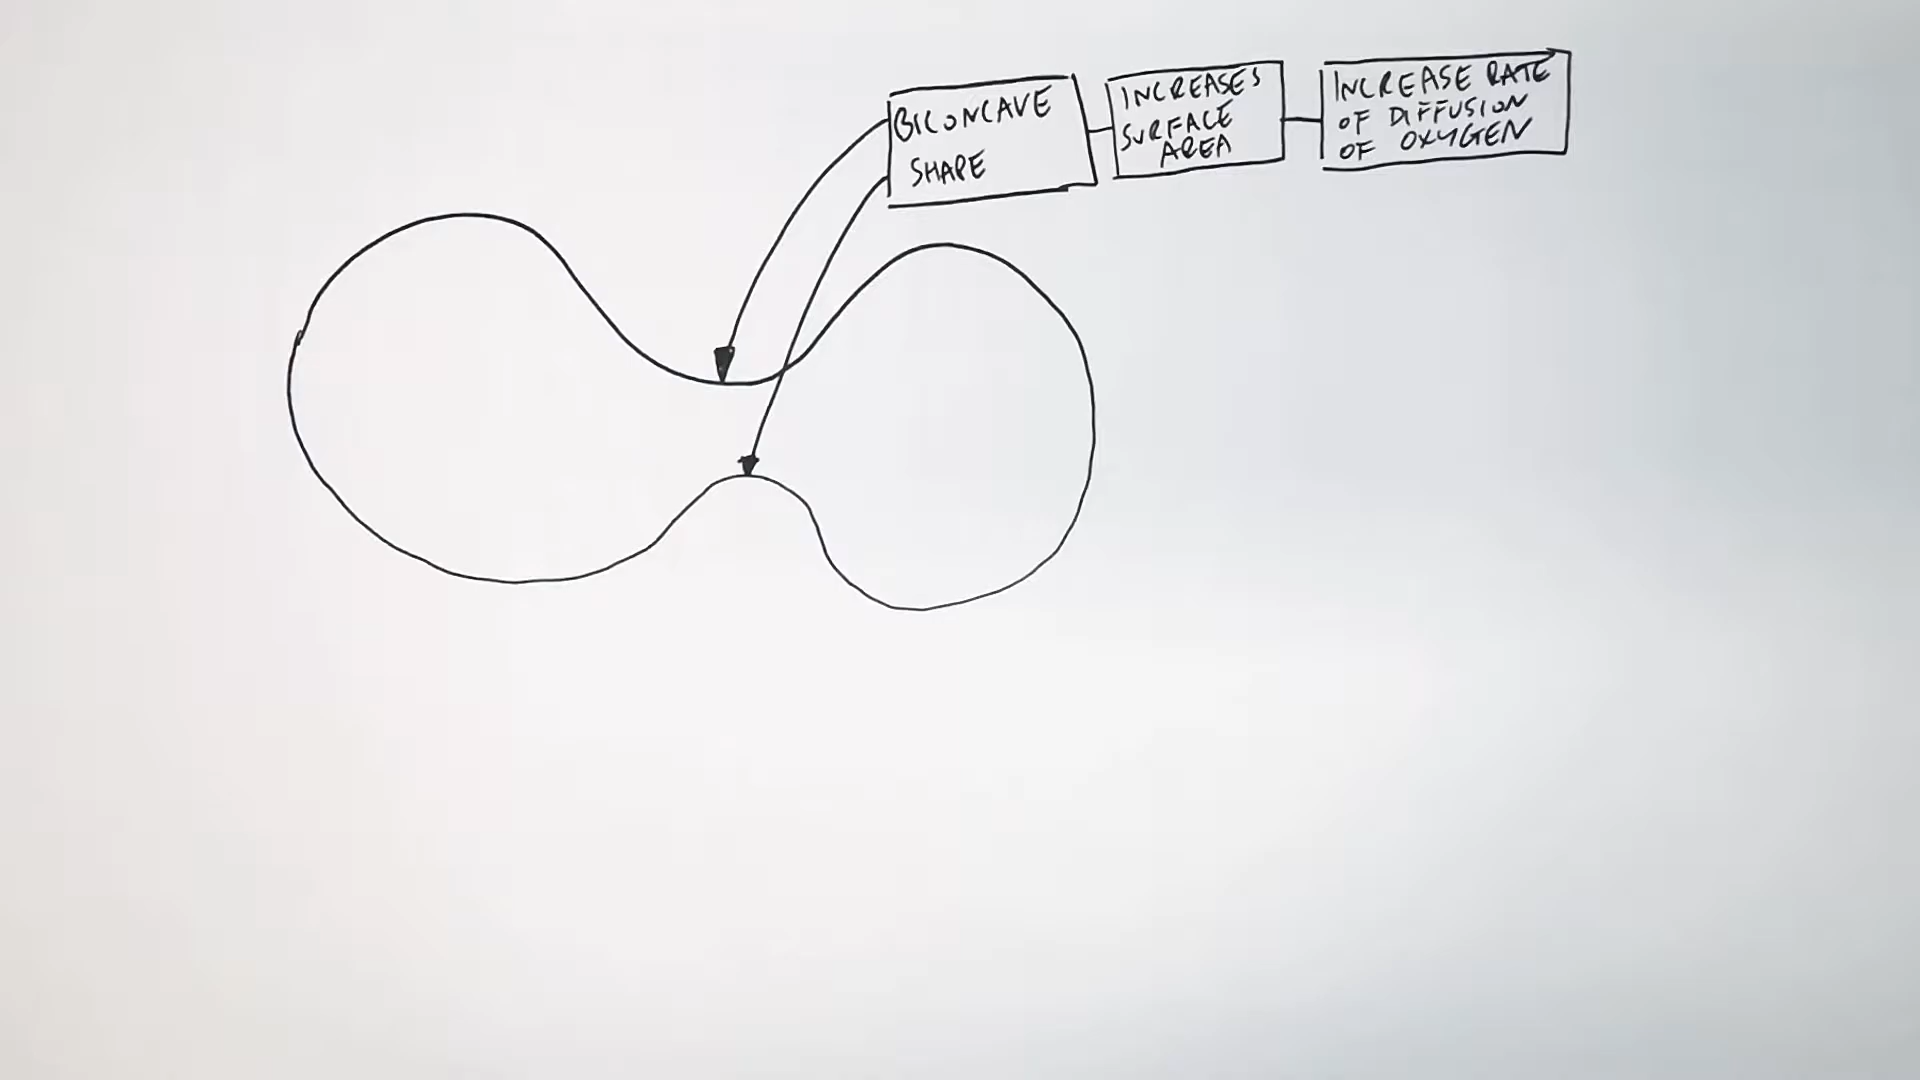 BICONCAVE
SHAPE
INCREASES
SURFACE
AREA
INCREASE RATE
OF DIFFUSION
OF OXYGEN